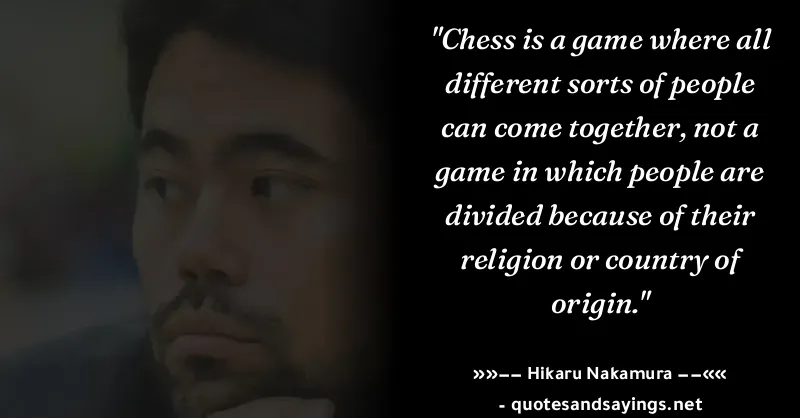 "Chess is a game where all
different sorts of people
can come together, not a
game in which people are
divided because of their
religion or country of
origin."
»»–– Hikaru Nakamura ––««
- quotesandsayings.net